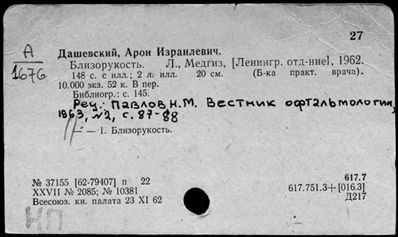 27
А
1676
Дашевский, Арон Израилевич.
Близорукость. Л., Медгиз, [Ленингр. отд-ние], 1962.
148 с. с илл.; 2 л. илл. 20 см. (Б-ка практ. врача).
10.000 экз. 52 к. В пер.
Библиогр.: с. 145.
Рец.: Павлов Н.М. Вестник офтальмологии,
1963, №2, с. 87-88
— 1. Близорукость.
№ 37155 [62-79407] п 22
XXVII № 2085; № 10381
Всесоюз. кн. палата 23 XI 62
617.7
617.751.3+[016.3]
Д217
НП